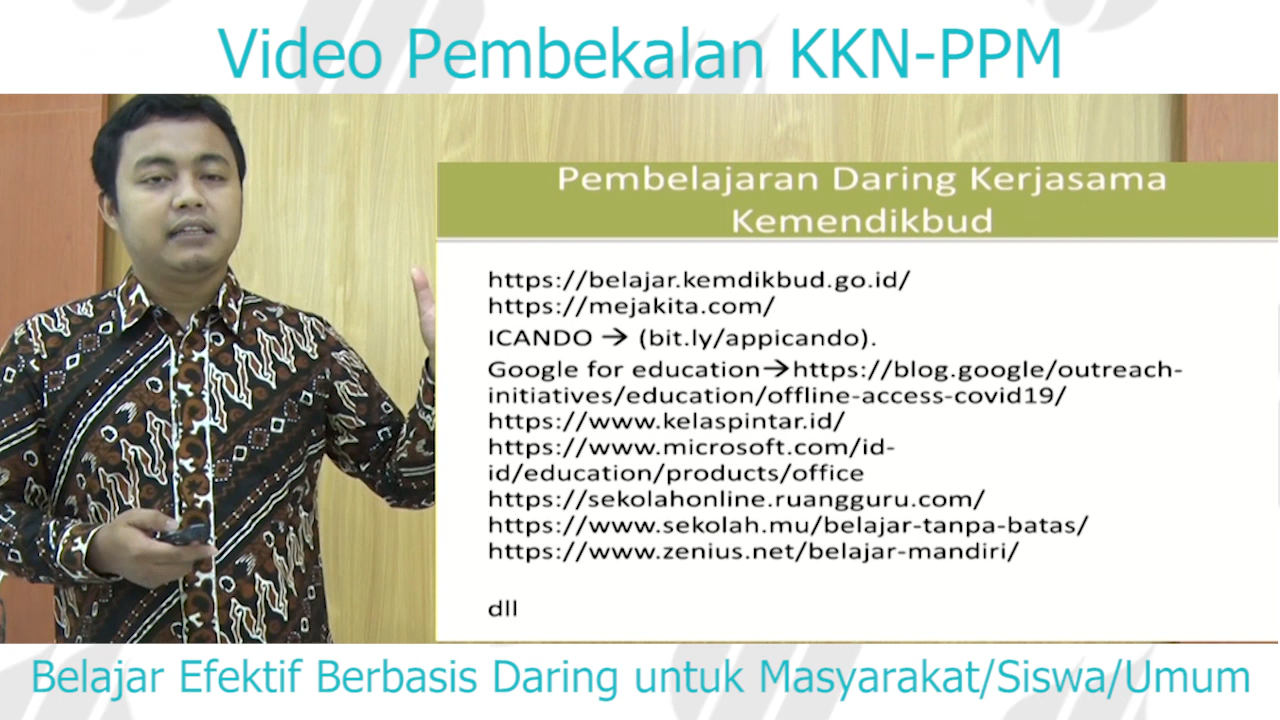 Video Pembekalan KKN-PPM
Pembelajaran Daring Kerjasama
Kemendikbud
https://belajar.kemdikbud.go.id/
https://mejakita.com/
ICANDO → (bit.ly/appicando).
Google for education→https://blog.google/outreach-
initiatives/education/offline-access-covid19/
https://www.kelaspintar.id/
https://www.microsoft.com/id-
id/education/products/office
https://sekolahonline.ruangguru.com/
https://www.sekolah.mu/belajar-tanpa-batas/
https://www.zenius.net/belajar-mandiri/
dll
Belajar Efektif Berbasis Daring untuk Masyarakat/Siswa/Umum